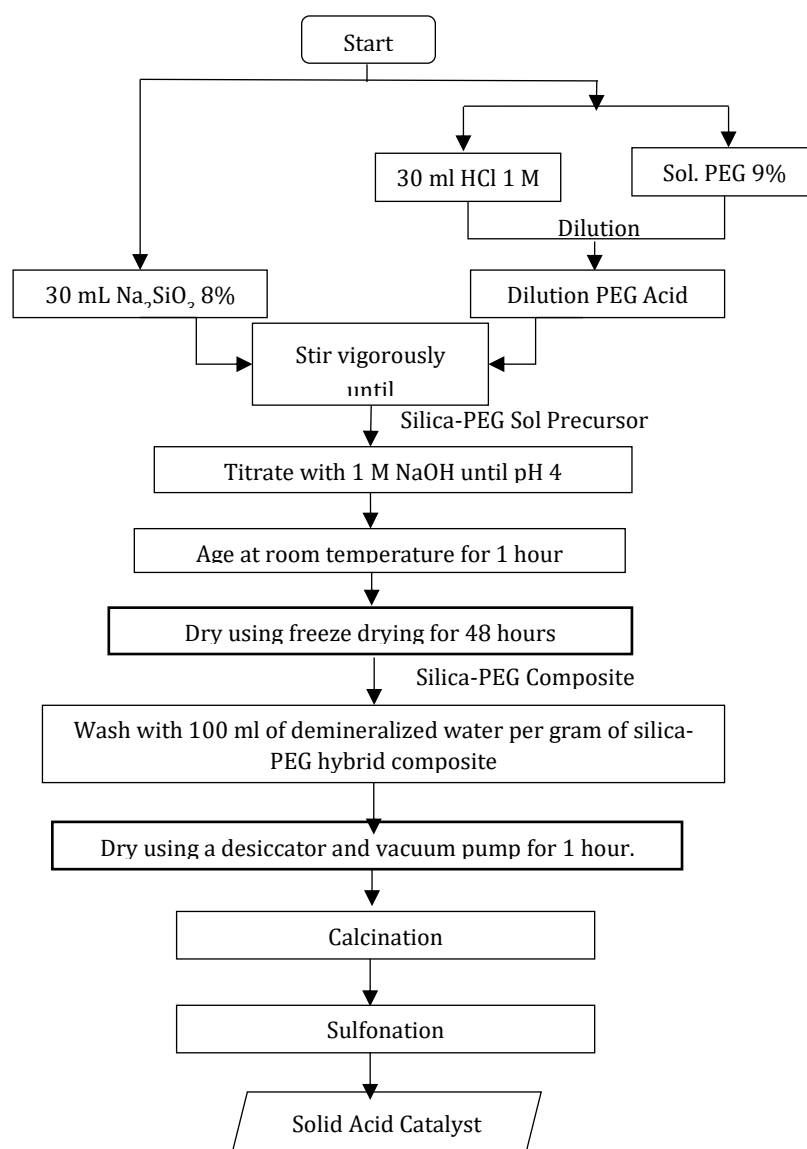 Start
30 ml HCl 1 M
Sol. PEG 9%
Dilution
30 mL Na₂SiO₃ 8%
Dilution PEG Acid
Stir vigorously
until
Silica-PEG Sol Precursor
Titrate with 1 M NaOH until pH 4
Age at room temperature for 1 hour
Dry using freeze drying for 48 hours
Silica-PEG Composite
Wash with 100 ml of demineralized water per gram of silica-
PEG hybrid composite
Dry using a desiccator and vacuum pump for 1 hour.
Calcination
Sulfonation
Solid Acid Catalyst